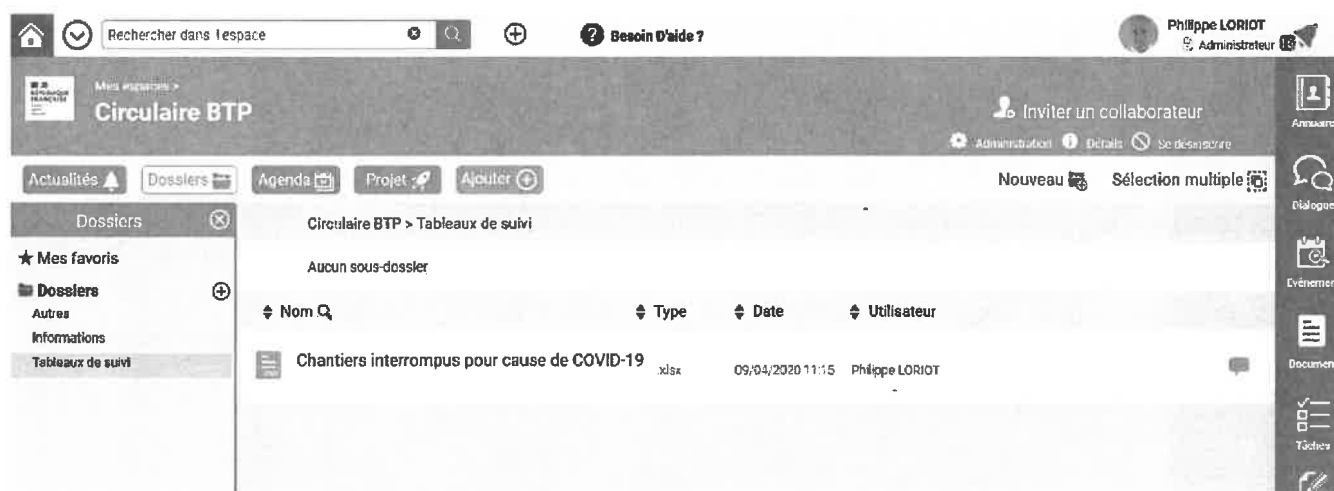 Rechercher dans l'espace
Besoin D'aide ?
Philippe LORIOT
Administrateur
RÉPUBLIQUE
FRANÇAISE
Mes espaces >
Circulaire BTP
Inviter un collaborateur
Administration Détails Se désinscrire
Annuaire
Actualités Dossiers Agenda Projet Ajouter
Nouveau Sélection multiple
Dialogue
Dossiers
Circulaire BTP > Tableaux de suivi
Mes favoris
Aucun sous-dossier
Dossiers
Autres
Informations
Tableaux de suivi
Nom Type Date Utilisateur
Evénemen
Chantiers interrompus pour cause de COVID-19 .xlsx 09/04/2020 11:15 Philippe LORIOT
Documen
Tâches